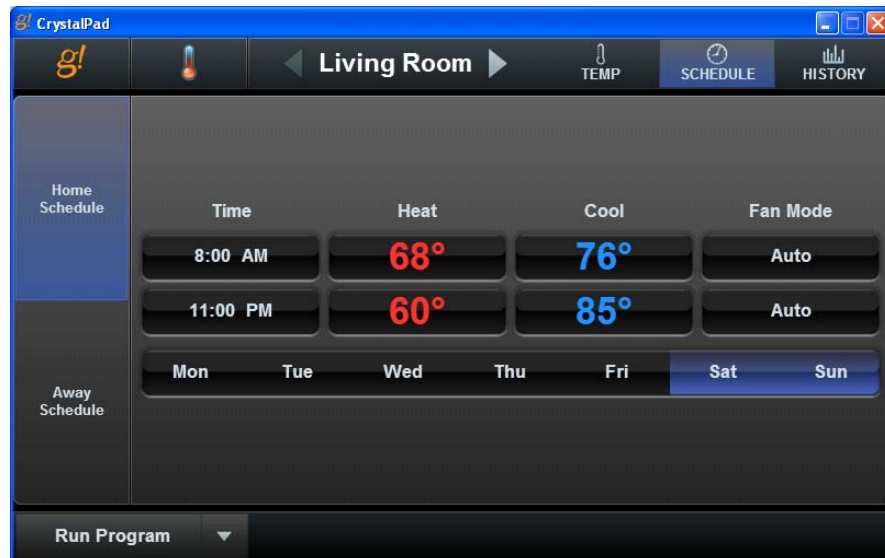 g! CrystalPad
g!
Living Room
TEMP
SCHEDULE
HISTORY
Home
Schedule
Time Heat Cool Fan Mode
8:00 AM 68° 76° Auto
11:00 PM 60° 85° Auto
Mon Tue Wed Thu Fri Sat Sun
Away
Schedule
Run Program